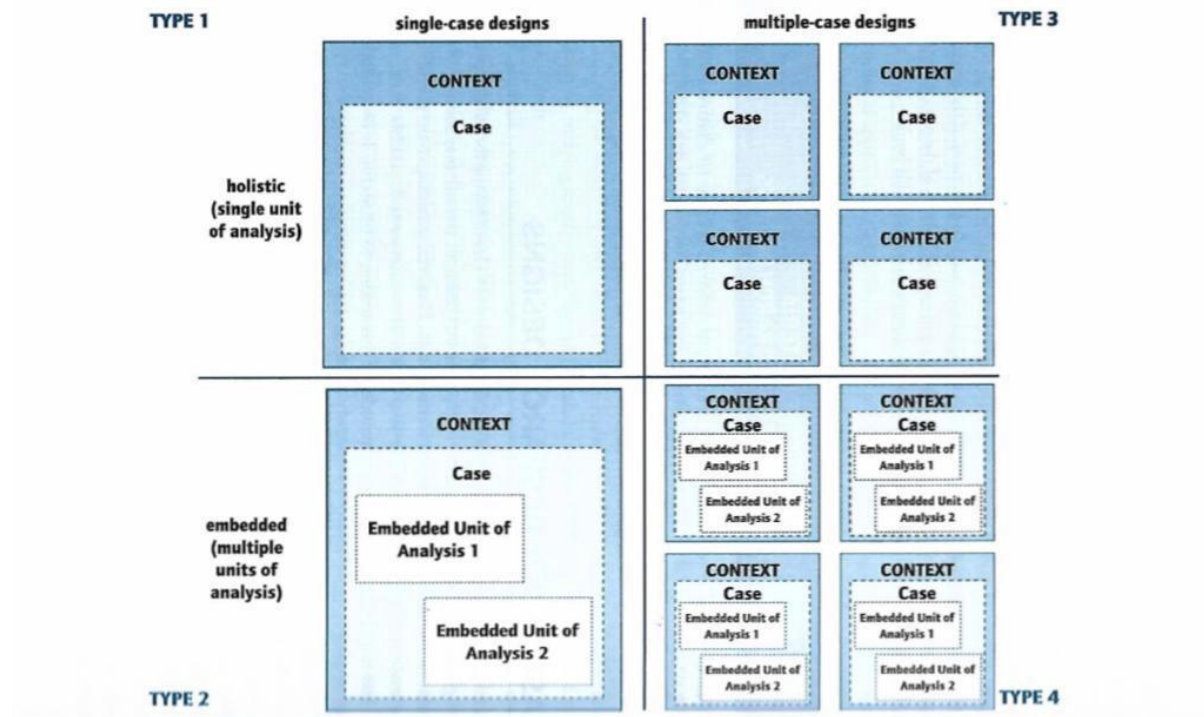 TYPE 1
single-case designs
multiple-case designs
TYPE 3
holistic
(single unit
of analysis)
CONTEXT
Case
CONTEXT
Case
CONTEXT
Case
CONTEXT
Case
CONTEXT
Case
embedded
(multiple
units of
analysis)
CONTEXT
Case
Embedded Unit of
Analysis 1
Embedded Unit of
Analysis 2
CONTEXT
Case
Embedded Unit of
Analysis 1
Embedded Unit of
Analysis 2
CONTEXT
Case
Embedded Unit of
Analysis 1
Embedded Unit of
Analysis 2
CONTEXT
Case
Embedded Unit of
Analysis 1
Embedded Unit of
Analysis 2
CONTEXT
Case
Embedded Unit of
Analysis 1
Embedded Unit of
Analysis 2
TYPE 2
TYPE 4